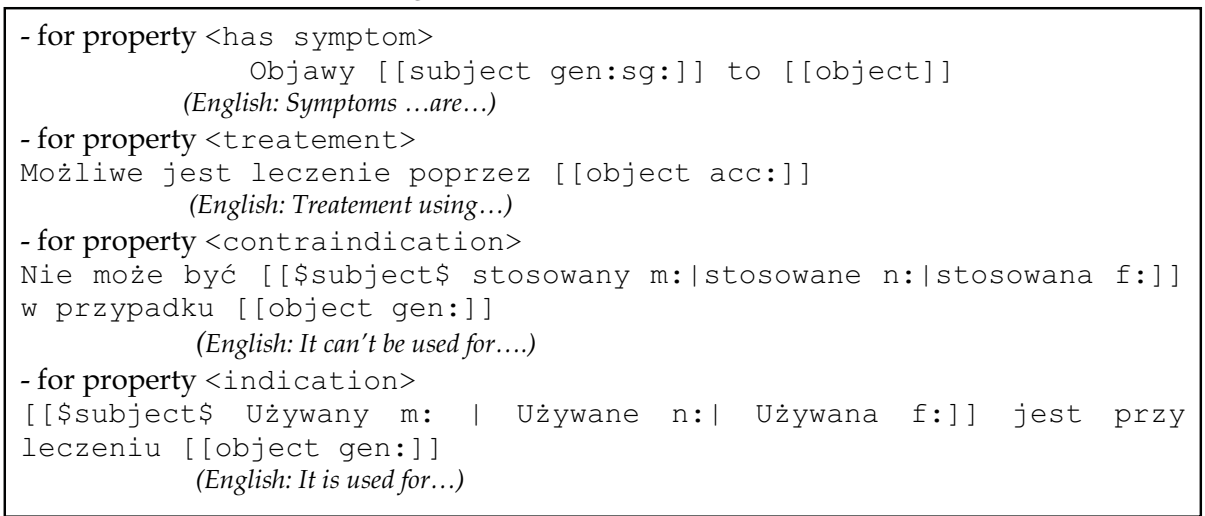 - for property <has symptom>
Objawy [[subject gen:sg:]] to [[object]]
(English: Symptoms …are…)
- for property <treatement>
Możliwe jest leczenie poprzez [[object acc:]]
(English: Treatement using…)
- for property <contraindication>
Nie może być [[$subject$ stosowany m:|stosowane n:|stosowana f:]]
w przypadku [[object gen:]]
(English: It can't be used for….)
- for property <indication>
[[$subject$ Używany m: | Używane n:| Używana f:]] jest przy
leczeniu [[object gen:]]
(English: It is used for…)